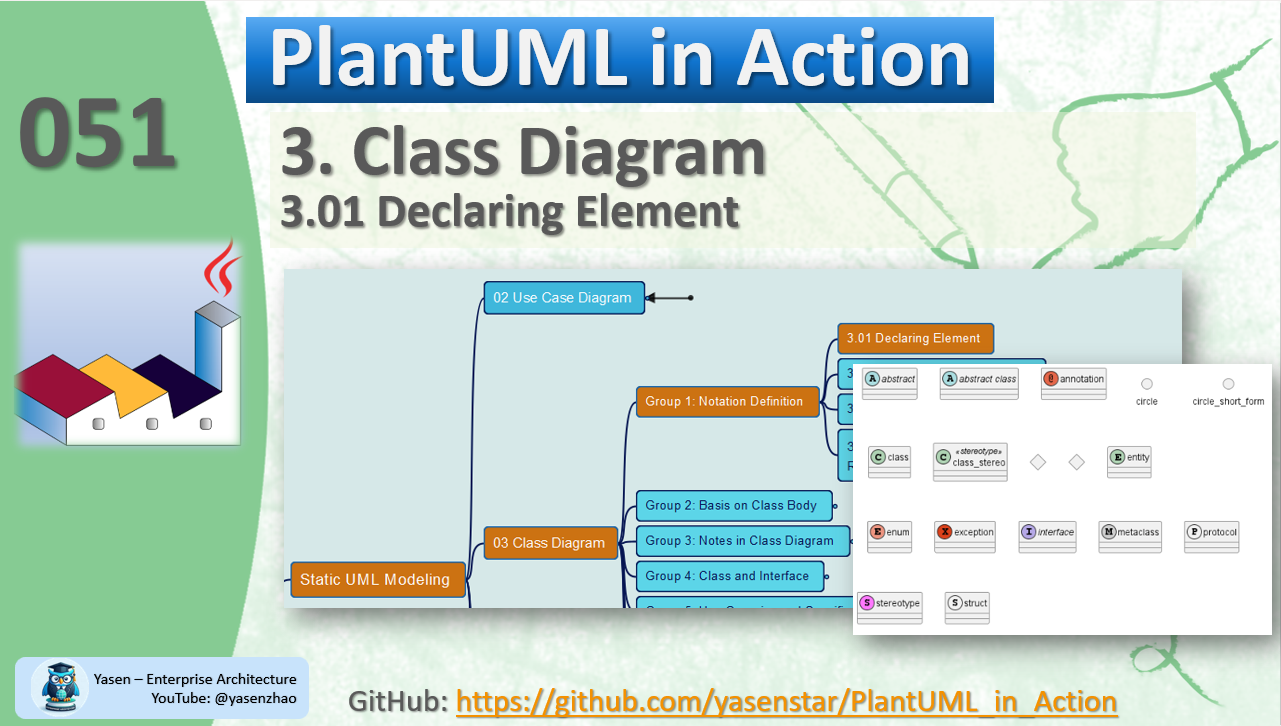 PlantUML in Action
051
3. Class Diagram
3.01 Declaring Element
02 Use Case Diagram
3.01 Declaring Element
3
Group 1: Notation Definition
3
3
R
Group 2: Basis on Class Body
03 Class Diagram
Group 3: Notes in Class Diagram
Group 4: Class and Interface
Static UML Modeling
A abstract
A abstract class
@ annotation
circle
circle_short_form
C class
«stereotype»
C class_stereo
E entity
E enum
X exception
I interface
M metaclass
P protocol
S stereotype
S struct
Yasen – Enterprise Architecture
YouTube: @yasenzhao
GitHub: https://github.com/yasenstar/PlantUML_in_Action